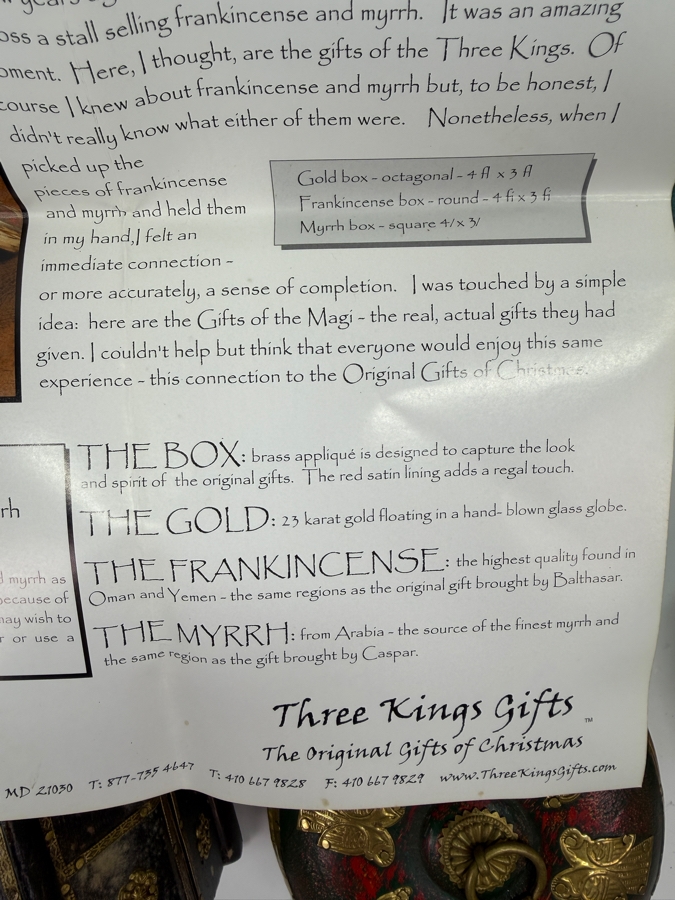 oss a stall selling frankincense and myrrh. It was an amazing
oment. Here, I thought, are the gifts of the Three Kings. Of
course I knew about frankincense and myrrh but, to be honest, I
didn't really know what either of them were. Nonetheless, when I
picked up the
pieces of frankincense
and myrrh and held them
in my hand, I felt an
immediate connection -
Gold box - octagonal - 4 fl x 3 fl
Frankincense box - round - 4 fi x 3 fi
Myrrh box - square 4/ x 3/
or more accurately, a sense of completion. I was touched by a simple
idea: here are the Gifts of the Magi - the real, actual gifts they had
given. I couldn't help but think that everyone would enjoy this same
experience - this connection to the Original Gifts of Christmas.
rh
d myrrh as
because of
may wish to
r or use a
THE BOX: brass appliqué is designed to capture the look
and spirit of the original gifts. The red satin lining adds a regal touch.
THE GOLD: 23 karat gold floating in a hand- blown glass globe.
THE FRANKINCENSE: the highest quality found in
Oman and Yemen - the same regions as the original gift brought by Balthasar.
THE MYRRH: from Arabia - the source of the finest myrrh and
the same region as the gift brought by Caspar.
Three Kings Gifts™
The Original Gifts of Christmas
MD 21030 T: 877-735 4647 T: 410 667 9828 F: 410 667 9829 www.ThreeKingsGifts.com